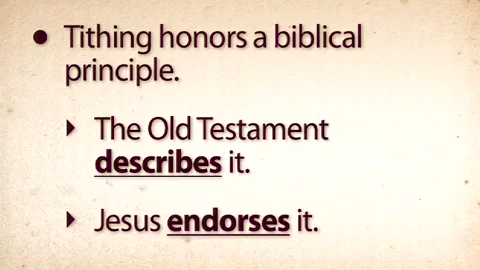 ● Tithing honors a biblical
principle.
▸ The Old Testament
describes it.
▸ Jesus endorses it.